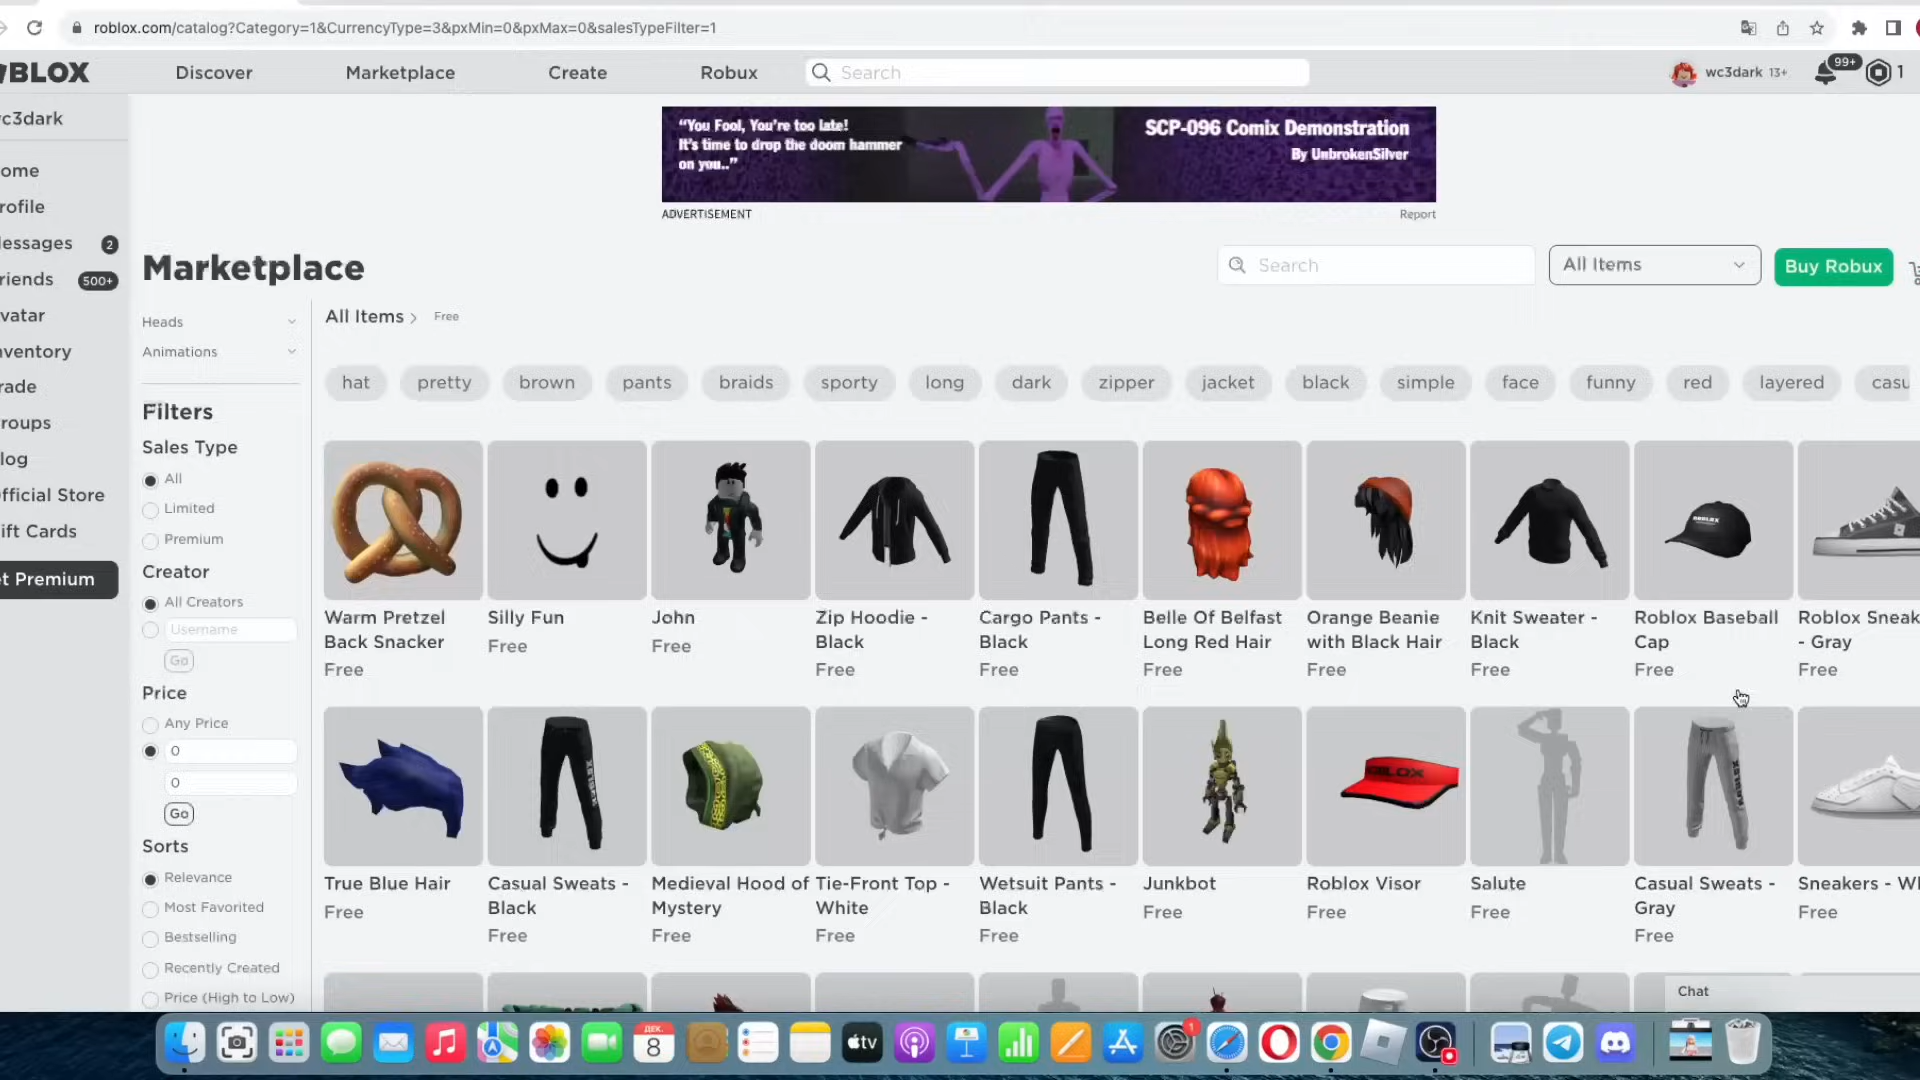 roblox.com/catalog?Category=1&CurrencyType=3&pxMin=0&pxMax=0&salesTypeFilter=1
BLOX
Discover
Marketplace
Create
Robux
Search
wc3dark 13+
99+
1
c3dark
ome
rofile
essages 2
riends 500+
vatar
nventory
rade
roups
log
fficial Store
ift Cards
et Premium
“You Fool, You’re too late!
It’s time to drop the doom hammer
on you..”
SCP-096 Comix Demonstration
By UnbrokenSilver
ADVERTISEMENT
Report
Marketplace
Search
All Items
Buy Robux
Heads
Animations
All Items > Free
hat pretty brown pants braids sporty long dark zipper jacket black simple face funny red layered casu
Filters
Sales Type
All
Limited
Premium
Creator
All Creators
Username
Go
Price
Any Price
0
0
Go
Sorts
Relevance
Most Favorited
Bestselling
Recently Created
Price (High to Low)
Warm Pretzel
Back Snacker
Free
Silly Fun
Free
John
Free
Zip Hoodie -
Black
Free
Cargo Pants -
Black
Free
Belle Of Belfast
Long Red Hair
Free
Orange Beanie
with Black Hair
Free
Knit Sweater -
Black
Free
ROBLOX
Roblox Baseball
Cap
Free
Roblox Sneak
- Gray
Free
True Blue Hair
Free
Casual Sweats -
Black
Free
Medieval Hood of
Mystery
Free
Tie-Front Top -
White
Free
Wetsuit Pants -
Black
Free
Junkbot
Free
Roblox Visor
Free
Salute
Free
Casual Sweats -
Gray
Free
Sneakers - Wh
Free
Chat
ДЕК.
8
tv
1